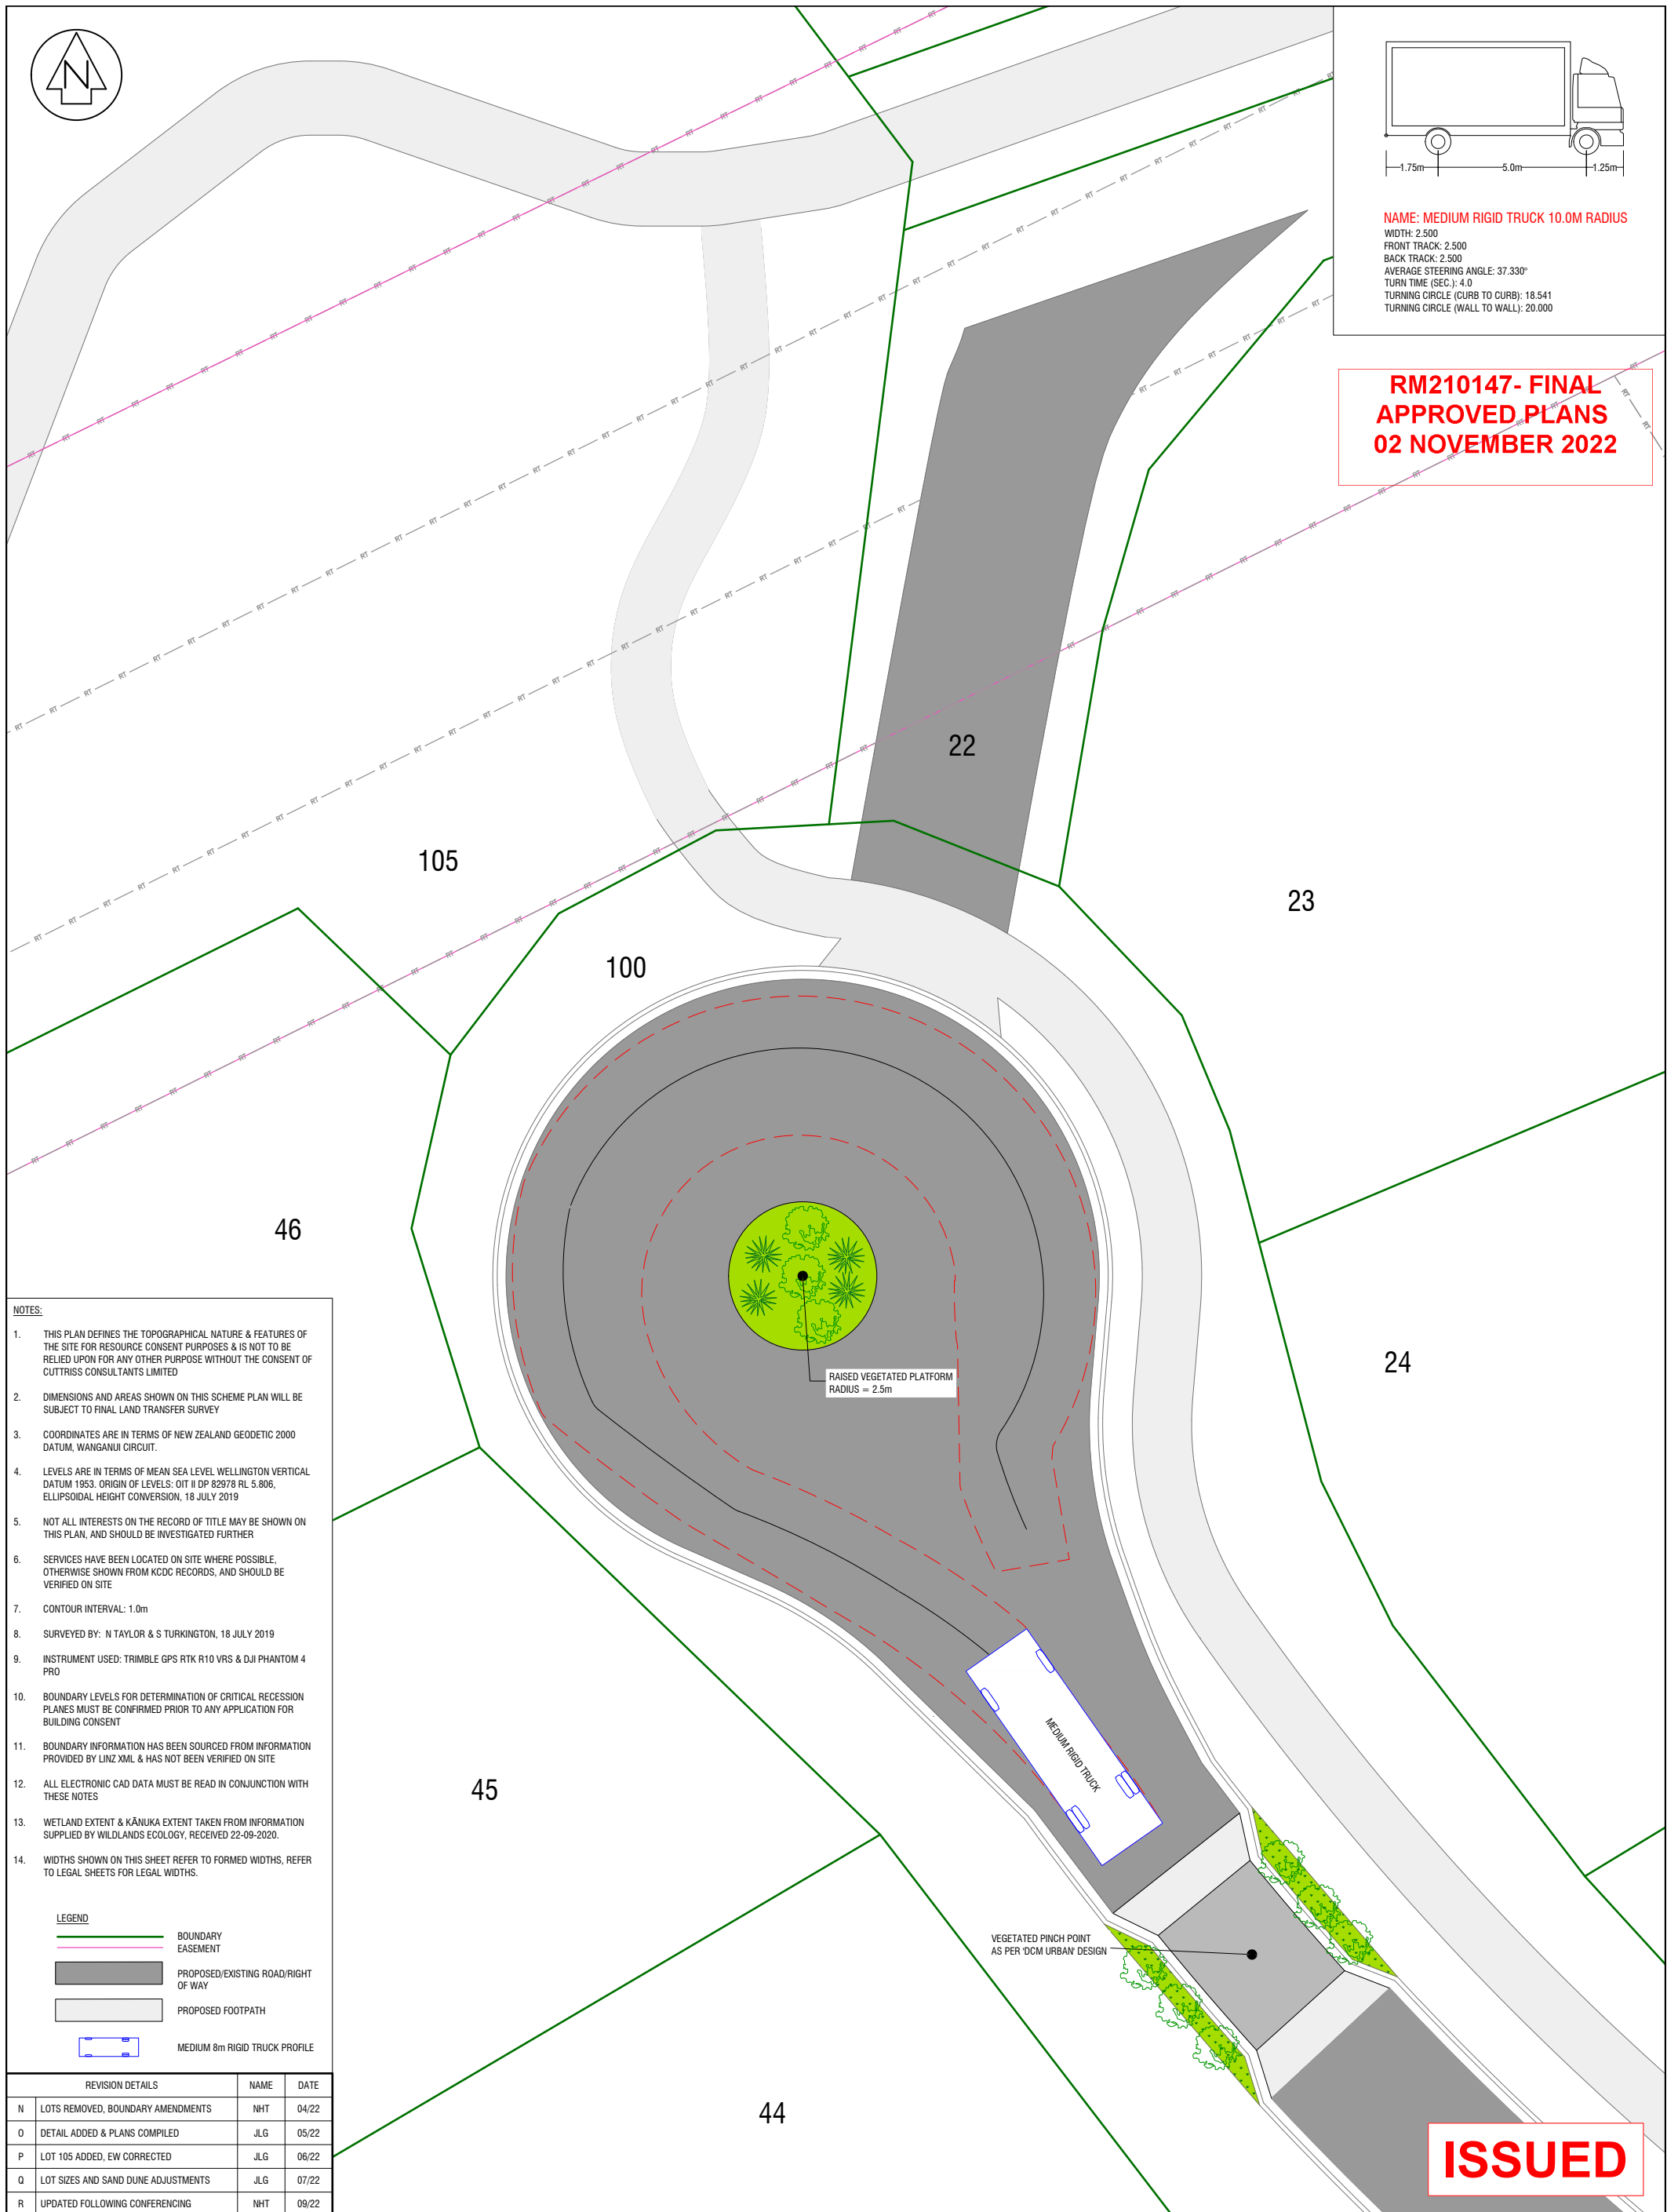 N
1.75m
5.0m
1.25m
NAME: MEDIUM RIGID TRUCK 10.0M RADIUS
WIDTH: 2.500
FRONT TRACK: 2.500
BACK TRACK: 2.500
AVERAGE STEERING ANGLE: 37.330°
TURN TIME (SEC.): 4.0
TURNING CIRCLE (CURB TO CURB): 18.541
TURNING CIRCLE (WALL TO WALL): 20.000
RM210147- FINAL
APPROVED PLANS
02 NOVEMBER 2022
22
105
23
100
46
24
RAISED VEGETATED PLATFORM
RADIUS = 2.5m
MEDIUM RIGID TRUCK
45
VEGETATED PINCH POINT
AS PER 'DCM URBAN' DESIGN
44
ISSUED
NOTES:
1. THIS PLAN DEFINES THE TOPOGRAPHICAL NATURE & FEATURES OF
THE SITE FOR RESOURCE CONSENT PURPOSES & IS NOT TO BE
RELIED UPON FOR ANY OTHER PURPOSE WITHOUT THE CONSENT OF
CUTTRISS CONSULTANTS LIMITED
2. DIMENSIONS AND AREAS SHOWN ON THIS SCHEME PLAN WILL BE
SUBJECT TO FINAL LAND TRANSFER SURVEY
3. COORDINATES ARE IN TERMS OF NEW ZEALAND GEODETIC 2000
DATUM, WANGANUI CIRCUIT.
4. LEVELS ARE IN TERMS OF MEAN SEA LEVEL WELLINGTON VERTICAL
DATUM 1953. ORIGIN OF LEVELS: OIT II DP 82978 RL 5.806,
ELLIPSOIDAL HEIGHT CONVERSION, 18 JULY 2019
5. NOT ALL INTERESTS ON THE RECORD OF TITLE MAY BE SHOWN ON
THIS PLAN, AND SHOULD BE INVESTIGATED FURTHER
6. SERVICES HAVE BEEN LOCATED ON SITE WHERE POSSIBLE,
OTHERWISE SHOWN FROM KCDC RECORDS, AND SHOULD BE
VERIFIED ON SITE
7. CONTOUR INTERVAL: 1.0m
8. SURVEYED BY: N TAYLOR & S TURKINGTON, 18 JULY 2019
9. INSTRUMENT USED: TRIMBLE GPS RTK R10 VRS & DJI PHANTOM 4
PRO
10. BOUNDARY LEVELS FOR DETERMINATION OF CRITICAL RECESSION
PLANES MUST BE CONFIRMED PRIOR TO ANY APPLICATION FOR
BUILDING CONSENT
11. BOUNDARY INFORMATION HAS BEEN SOURCED FROM INFORMATION
PROVIDED BY LINZ XML & HAS NOT BEEN VERIFIED ON SITE
12. ALL ELECTRONIC CAD DATA MUST BE READ IN CONJUNCTION WITH
THESE NOTES
13. WETLAND EXTENT & KĀNUKA EXTENT TAKEN FROM INFORMATION
SUPPLIED BY WILDLANDS ECOLOGY, RECEIVED 22-09-2020.
14. WIDTHS SHOWN ON THIS SHEET REFER TO FORMED WIDTHS, REFER
TO LEGAL SHEETS FOR LEGAL WIDTHS.
LEGEND
BOUNDARY
EASEMENT
PROPOSED/EXISTING ROAD/RIGHT
OF WAY
PROPOSED FOOTPATH
MEDIUM 8m RIGID TRUCK PROFILE
REVISION DETAILS NAME DATE
N LOTS REMOVED, BOUNDARY AMENDMENTS NHT 04/22
O DETAIL ADDED & PLANS COMPILED JLG 05/22
P LOT 105 ADDED, EW CORRECTED JLG 06/22
Q LOT SIZES AND SAND DUNE ADJUSTMENTS JLG 07/22
R UPDATED FOLLOWING CONFERENCING NHT 09/22